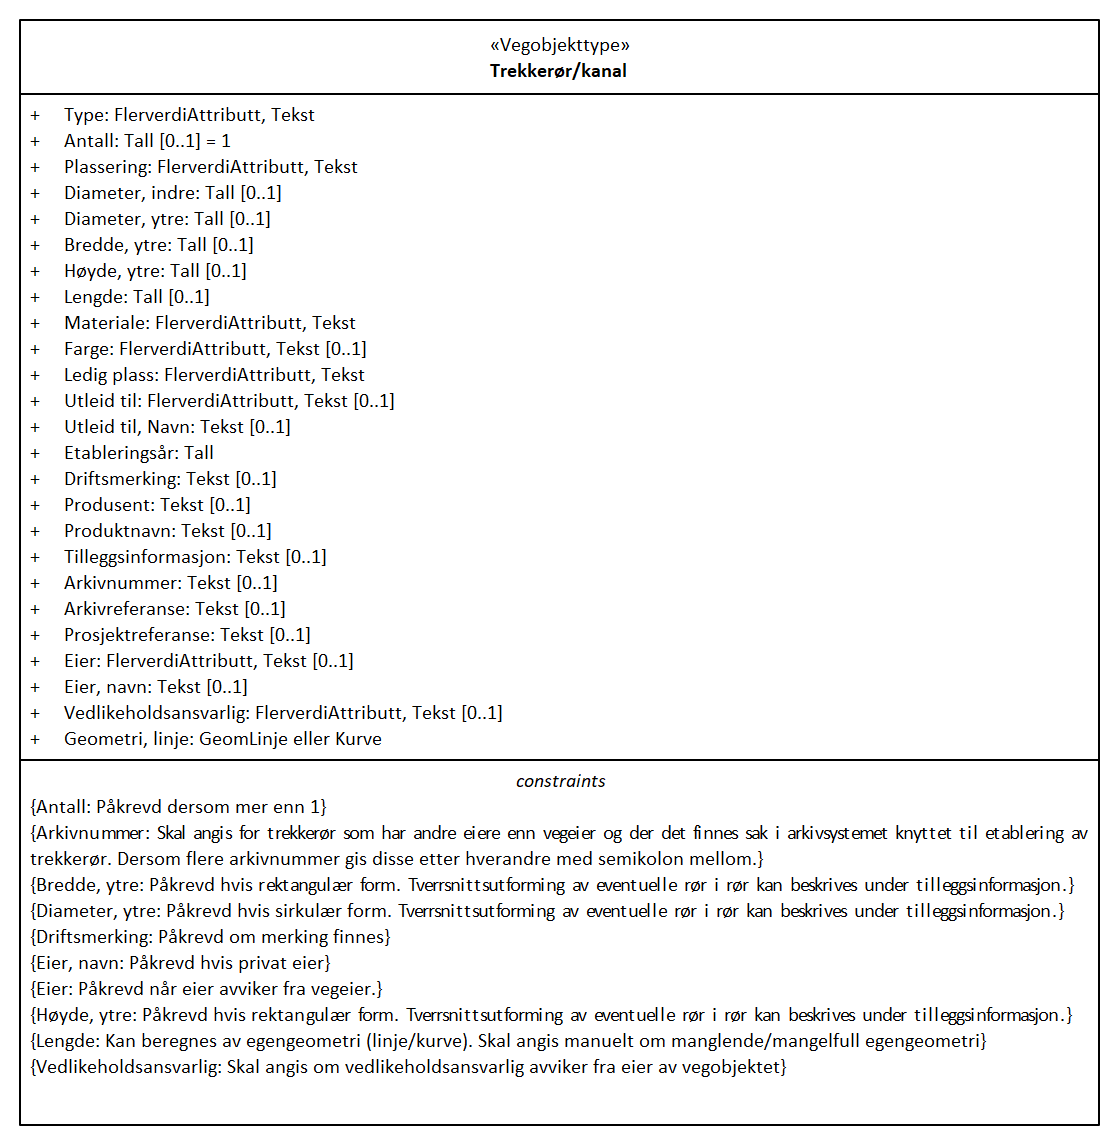 «Vegobjekttype»
Trekkerør/kanal
+ Type: FlerverdiAttributt, Tekst
+ Antall: Tall [0..1] = 1
+ Plassering: FlerverdiAttributt, Tekst
+ Diameter, indre: Tall [0..1]
+ Diameter, ytre: Tall [0..1]
+ Bredde, ytre: Tall [0..1]
+ Høyde, ytre: Tall [0..1]
+ Lengde: Tall [0..1]
+ Materiale: FlerverdiAttributt, Tekst
+ Farge: FlerverdiAttributt, Tekst [0..1]
+ Ledig plass: FlerverdiAttributt, Tekst
+ Utleid til: FlerverdiAttributt, Tekst [0..1]
+ Utleid til, Navn: Tekst [0..1]
+ Etableringsår: Tall
+ Driftsmerking: Tekst [0..1]
+ Produsent: Tekst [0..1]
+ Produktnavn: Tekst [0..1]
+ Tilleggsinformasjon: Tekst [0..1]
+ Arkivnummer: Tekst [0..1]
+ Arkivreferanse: Tekst [0..1]
+ Prosjektreferanse: Tekst [0..1]
+ Eier: FlerverdiAttributt, Tekst [0..1]
+ Eier, navn: Tekst [0..1]
+ Vedlikeholdsansvarlig: FlerverdiAttributt, Tekst [0..1]
+ Geometri, linje: GeomLinje eller Kurve
constraints
{Antall: Påkrevd dersom mer enn 1}
{Arkivnummer: Skal angis for trekkerør som har andre eiere enn vegeier og der det finnes sak i arkivsystemet knyttet til etablering av
trekkerør. Dersom flere arkivnummer gis disse etter hverandre med semikolon mellom.}
{Bredde, ytre: Påkrevd hvis rektangulær form. Tverrsnittsutforming av eventuelle rør i rør kan beskrives under tilleggsinformasjon.}
{Diameter, ytre: Påkrevd hvis sirkulær form. Tverrsnittsutforming av eventuelle rør i rør kan beskrives under tilleggsinformasjon.}
{Driftsmerking: Påkrevd om merking finnes}
{Eier, navn: Påkrevd hvis privat eier}
{Eier: Påkrevd når eier avviker fra vegeier.}
{Høyde, ytre: Påkrevd hvis rektangulær form. Tverrsnittsutforming av eventuelle rør i rør kan beskrives under tilleggsinformasjon.}
{Lengde: Kan beregnes av egengeometri (linje/kurve). Skal angis manuelt om manglende/mangelfull egengeometri}
{Vedlikeholdsansvarlig: Skal angis om vedlikeholdsansvarlig avviker fra eier av vegobjektet}